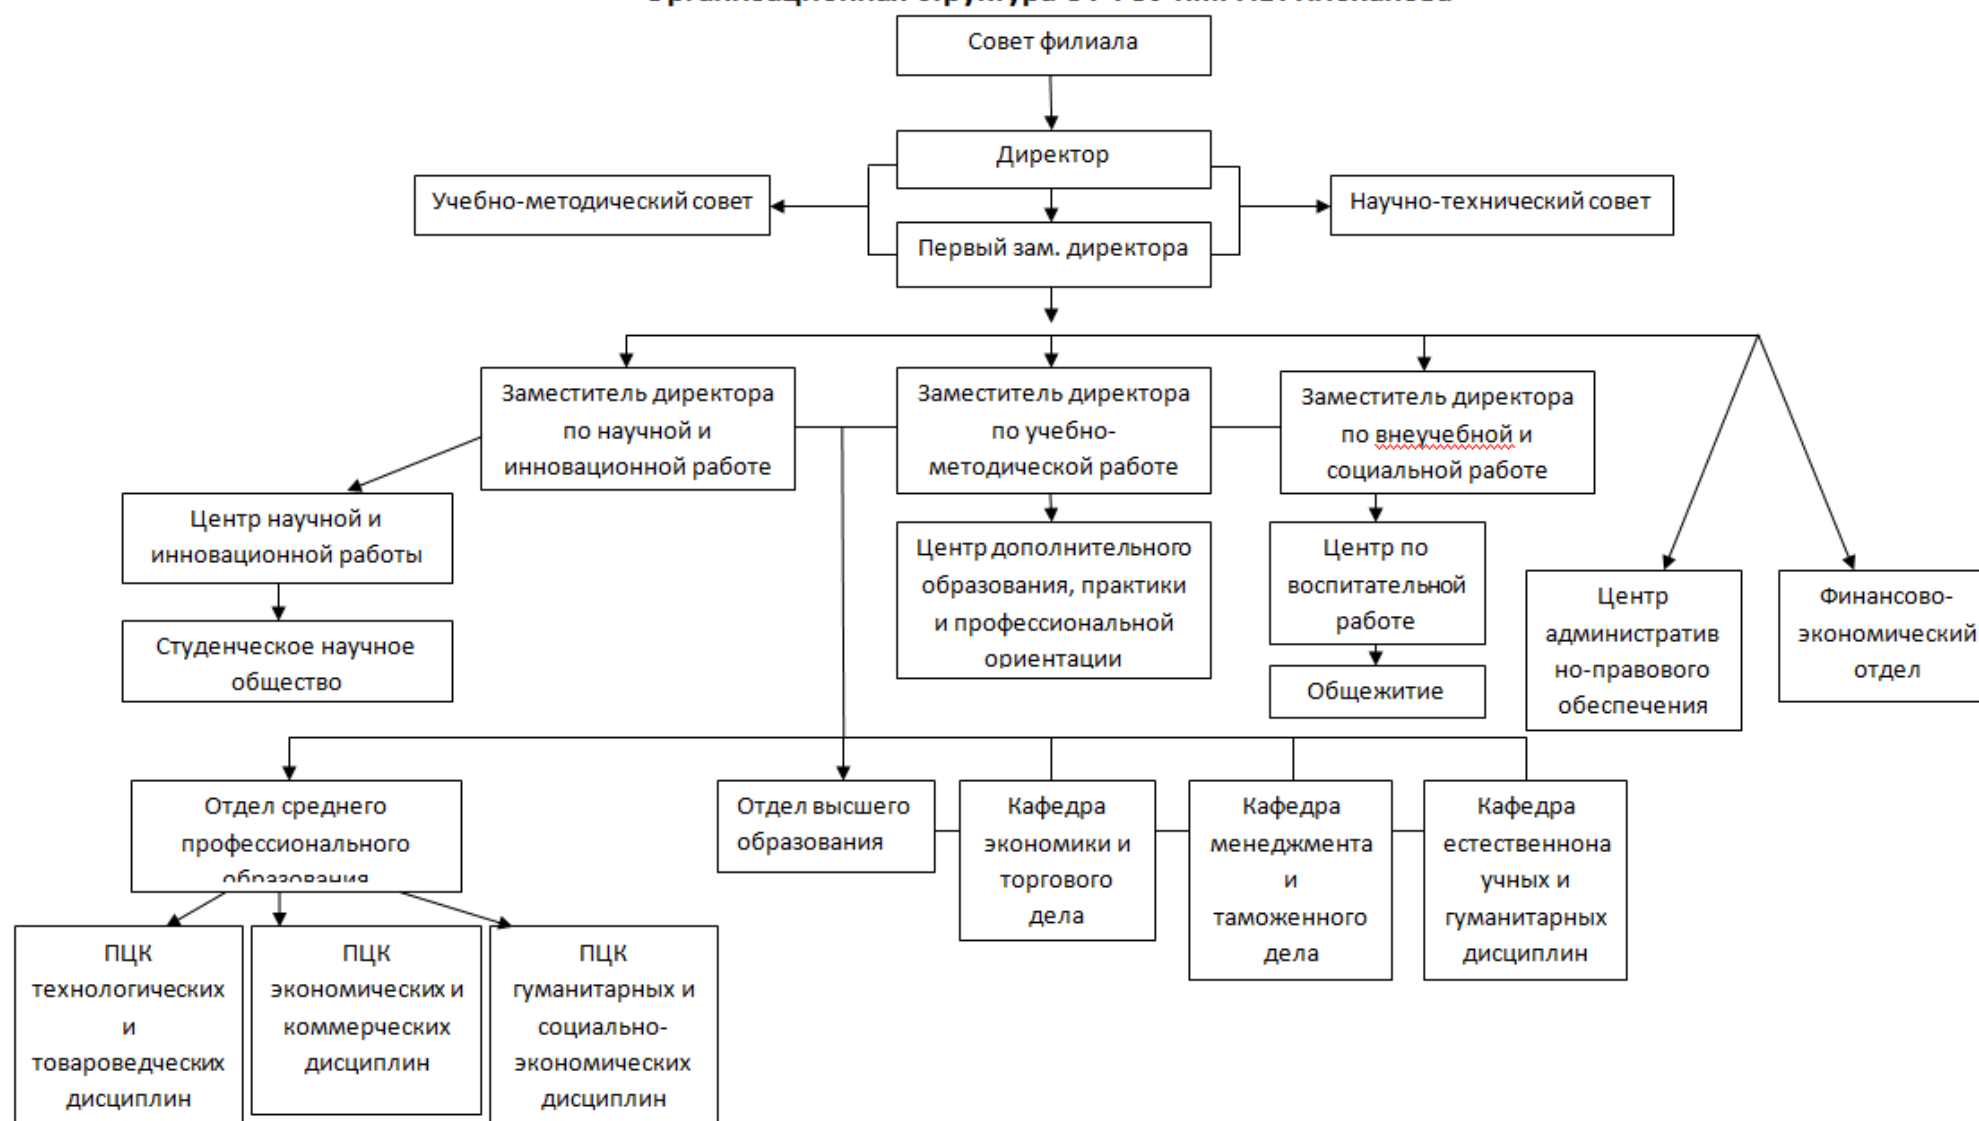 Совет филиала
Директор
Учебно-методический совет
Научно-технический совет
Первый зам. директора
Заместитель директора
по научной и
инновационной работе
Заместитель директора
по учебно-
методической работе
Заместитель директора
по внеучебной и
социальной работе
Центр научной и
инновационной работы
Студенческое научное
общество
Центр дополнительного
образования, практики
и профессиональной
ориентации
Центр по
воспитательной
работе
Общежитие
Центр
административ
но-правового
обеспечения
Финансово-
экономический
отдел
Отдел среднего
профессионального
образования
Отдел высшего
образования
Кафедра
экономики и
торгового
дела
Кафедра
менеджмента
и
таможенного
дела
Кафедра
естественнона
учных и
гуманитарных
дисциплин
ПЦК
технологических
и
товароведческих
дисциплин
ПЦК
экономических и
коммерческих
дисциплин
ПЦК
гуманитарных и
социально-
экономических
дисциплин